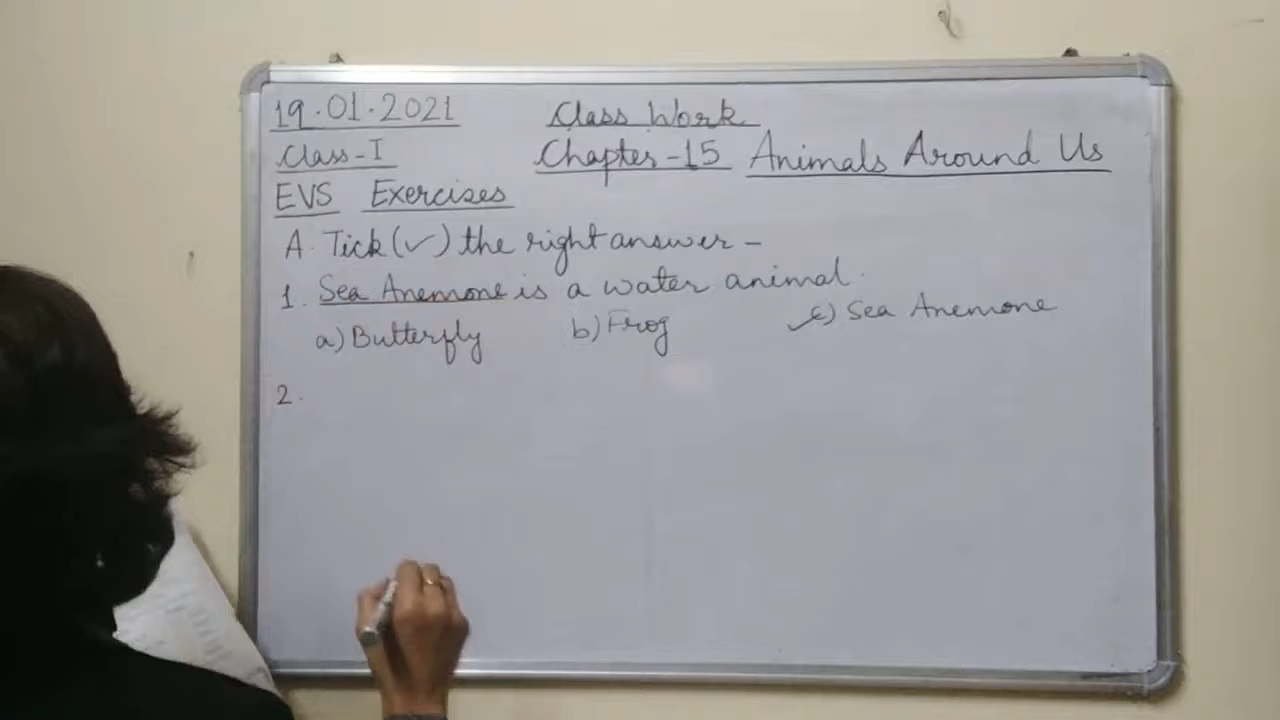 19.01.2021 Class Work
Class-I Chapter-15 Animals Around Us
EVS Exercises
A. Tick (✓) the right answer –
1. Sea Anemone is a water animal.
a) Butterfly b) Frog ✓c) Sea Anemone
2.